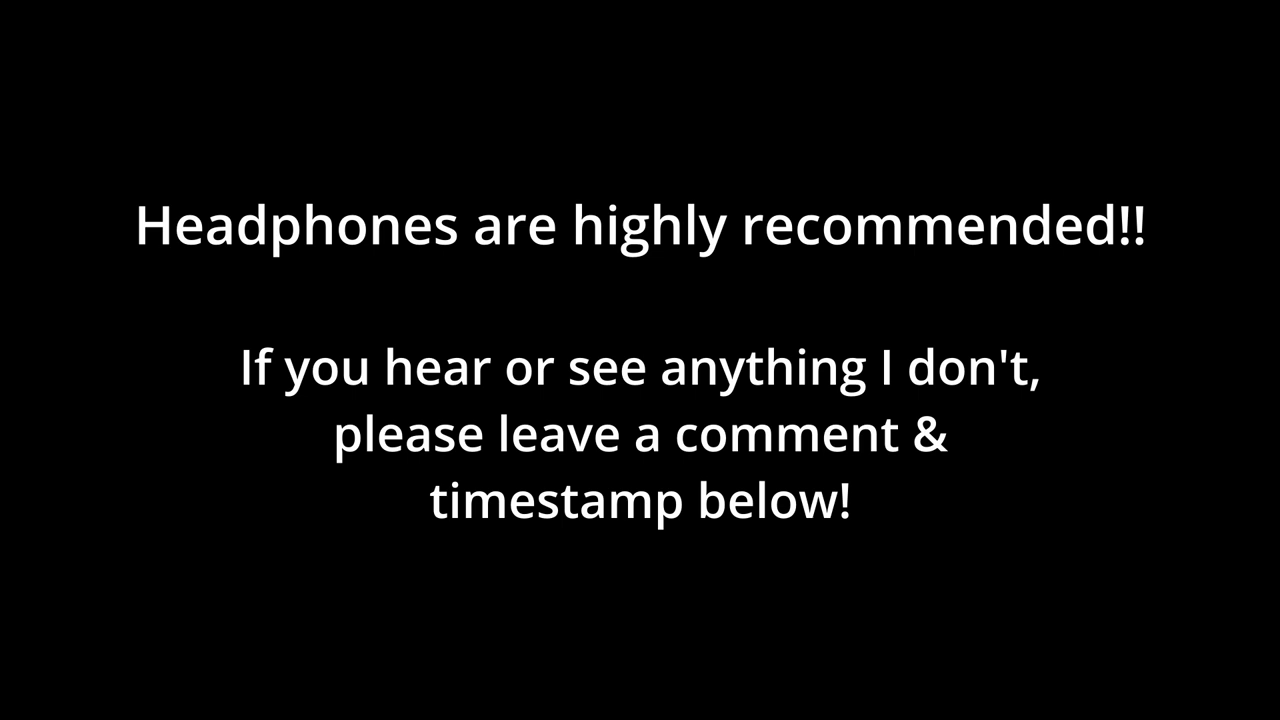 Headphones are highly recommended!!
If you hear or see anything I don't,
please leave a comment &
timestamp below!